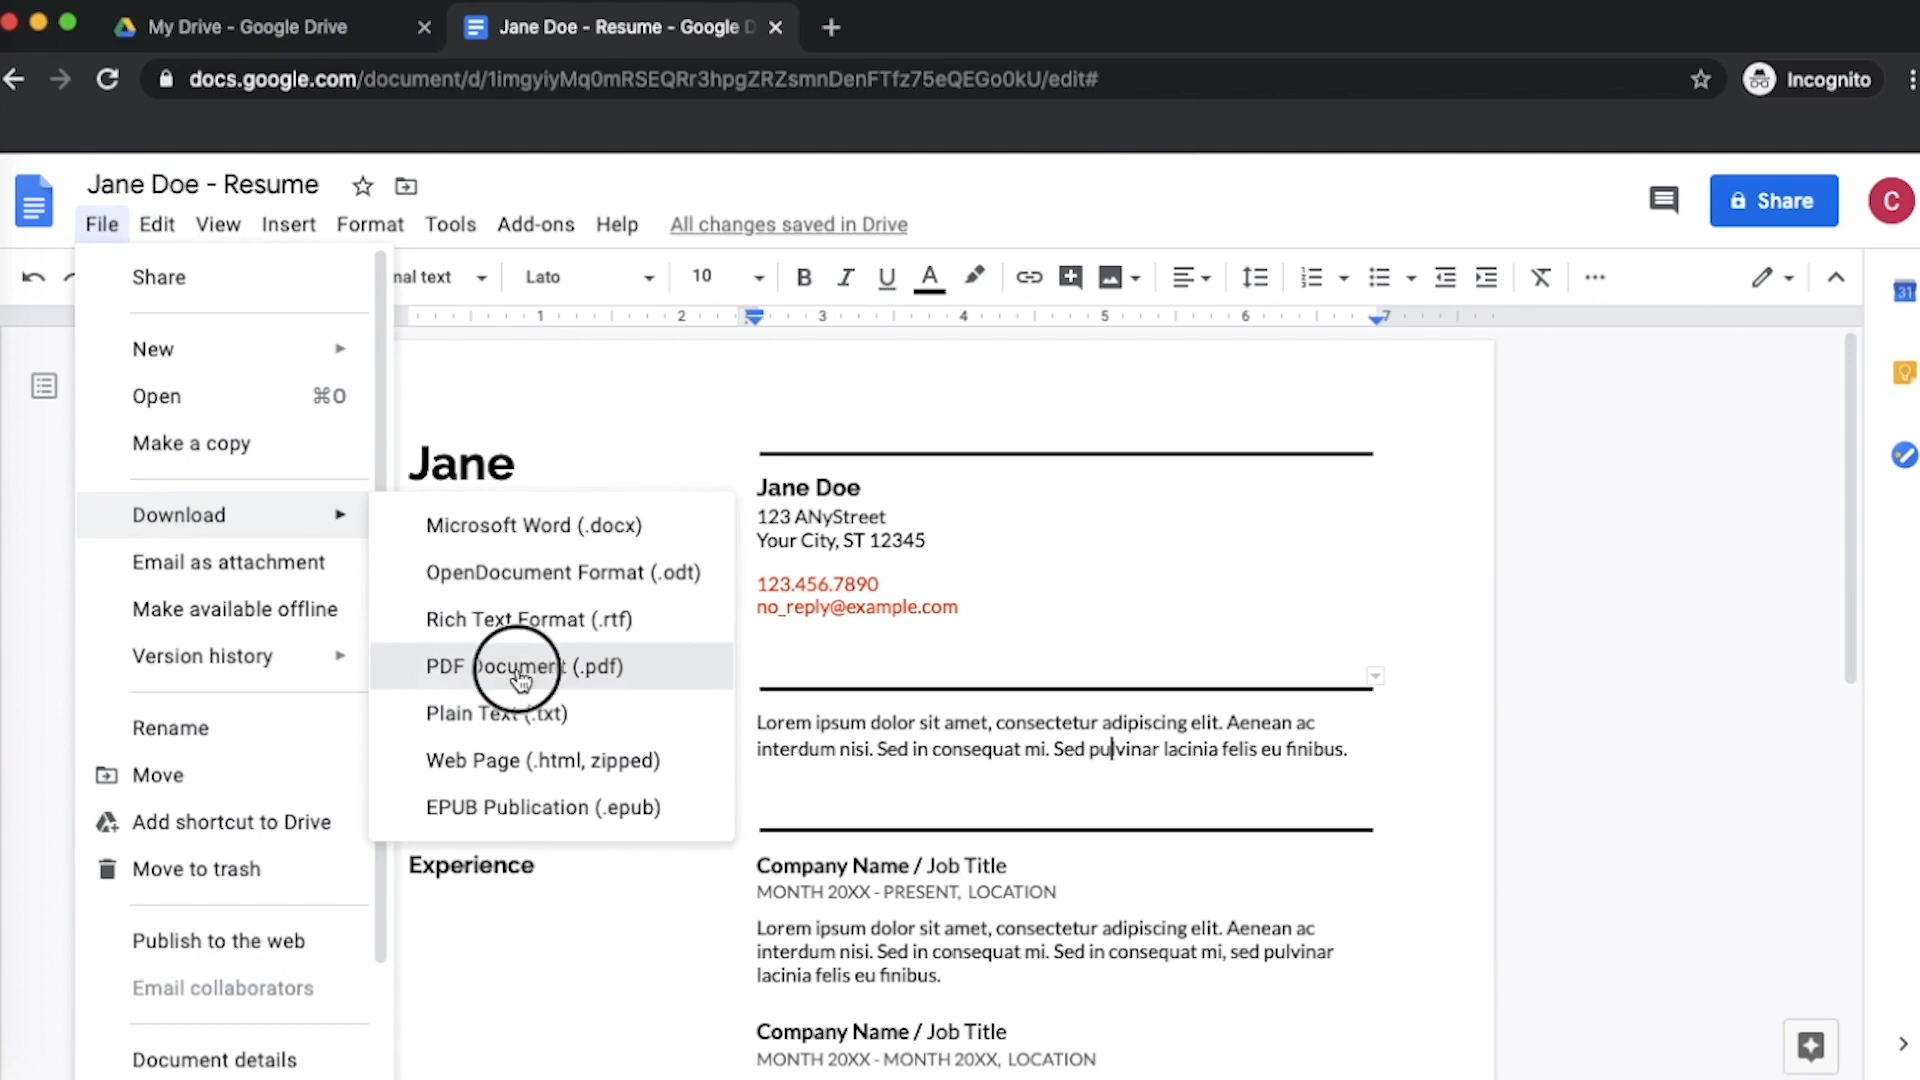 My Drive - Google Drive
Jane Doe - Resume - Google D
docs.google.com/document/d/1imgyiyMq0mRSEQRr3hpgZRZsmnDenFTfz75eQEGo0kU/edit#
Incognito
Jane Doe - Resume
Share
C
File Edit View Insert Format Tools Add-ons Help All changes saved in Drive
nal text Lato 10 B I U A
31
1 2 3 4 5 6 7
Share
New
Open ⌘O
Make a copy
Download
Email as attachment
Make available offline
Version history
Rename
Move
Add shortcut to Drive
Move to trash
Publish to the web
Email collaborators
Document details
Microsoft Word (.docx)
OpenDocument Format (.odt)
Rich Text Format (.rtf)
PDF Document (.pdf)
Plain Text (.txt)
Web Page (.html, zipped)
EPUB Publication (.epub)
Jane
Jane Doe
123 ANyStreet
Your City, ST 12345
123.456.7890
no_reply@example.com
Lorem ipsum dolor sit amet, consectetur adipiscing elit. Aenean ac
interdum nisi. Sed in consequat mi. Sed pulvinar lacinia felis eu finibus.
Experience
Company Name / Job Title
MONTH 20XX - PRESENT, LOCATION
Lorem ipsum dolor sit amet, consectetur adipiscing elit. Aenean ac
interdum nisi. Sed in consequat mi. Sed in consequat mi, sed pulvinar
lacinia felis eu finibus.
Company Name / Job Title
MONTH 20XX - MONTH 20XX, LOCATION